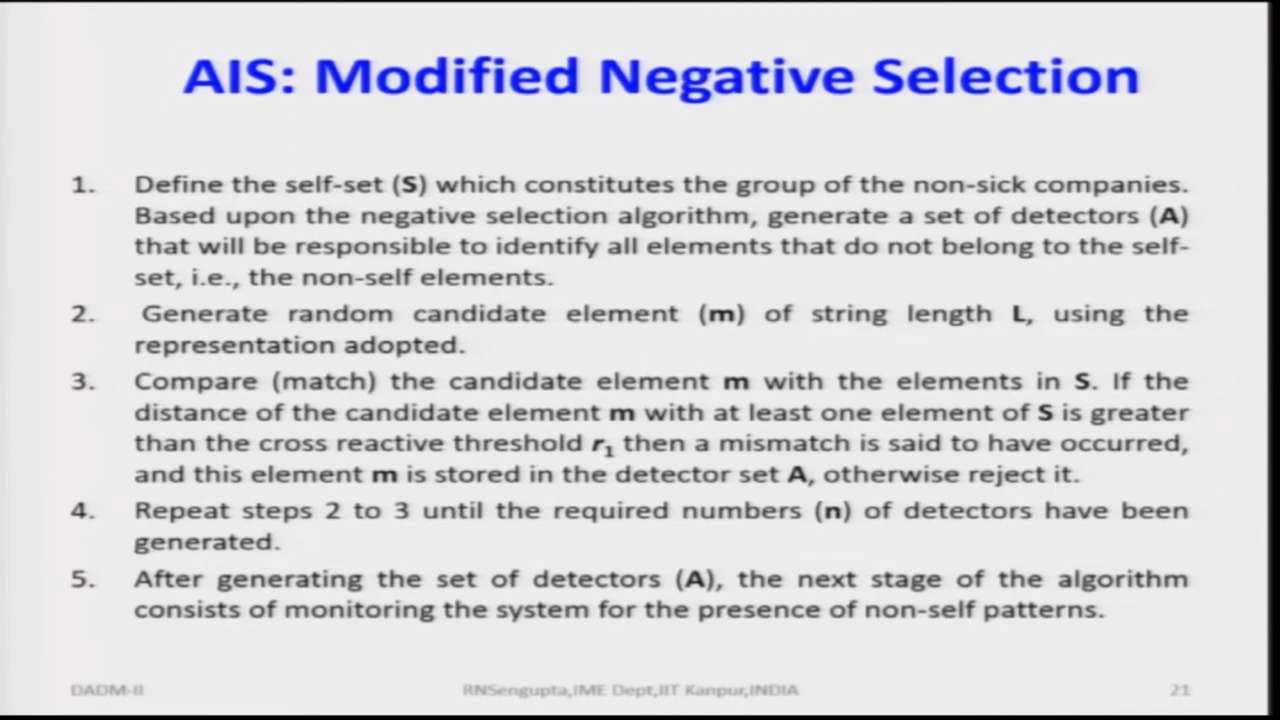 AIS: Modified Negative Selection
1. Define the self-set (S) which constitutes the group of the non-sick companies.
Based upon the negative selection algorithm, generate a set of detectors (A)
that will be responsible to identify all elements that do not belong to the self-
set, i.e., the non-self elements.
2. Generate random candidate element (m) of string length L, using the
representation adopted.
3. Compare (match) the candidate element m with the elements in S. If the
distance of the candidate element m with at least one element of S is greater
than the cross reactive threshold r₁ then a mismatch is said to have occurred,
and this element m is stored in the detector set A, otherwise reject it.
4. Repeat steps 2 to 3 until the required numbers (n) of detectors have been
generated.
5. After generating the set of detectors (A), the next stage of the algorithm
consists of monitoring the system for the presence of non-self patterns.
DADM-II RNSengupta,IME Dept,IIT Kanpur,INDIA 21